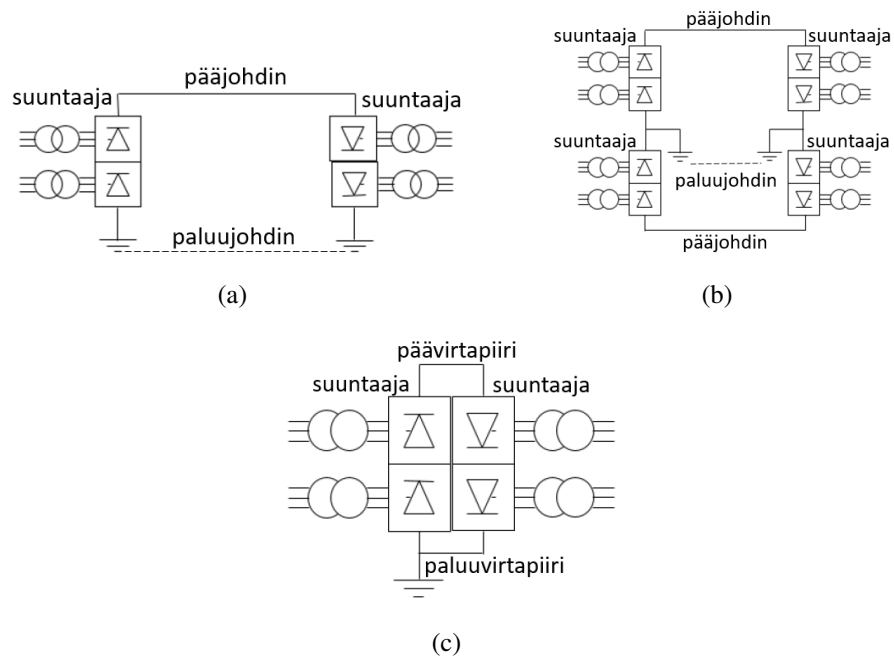 pääjohdin
suuntaaja
suuntaaja
paluujohdin
(a)
pääjohdin
suuntaaja
suuntaaja
suuntaaja
suuntaaja
paluujohdin
pääjohdin
(b)
päävirtapiiri
suuntaaja
suuntaaja
paluuvirtapiiri
(c)